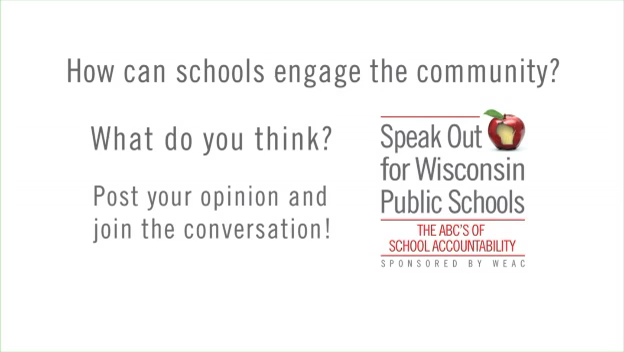 How can schools engage the community?
What do you think?
Post your opinion and
join the conversation!
Speak Out
for Wisconsin
Public Schools
THE ABC'S OF
SCHOOL ACCOUNTABILITY
SPONSORED BY WEAC